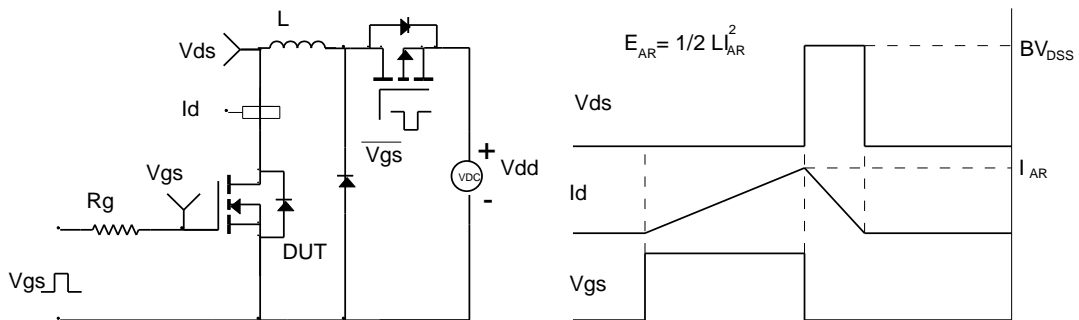 L
Vds
Id
Vgs
Rg
DUT
Vgs
Vgs
VDC
+
-
Vdd
E_AR = 1/2 LI_AR^2
BV_DSS
Vds
I_AR
Id
Vgs